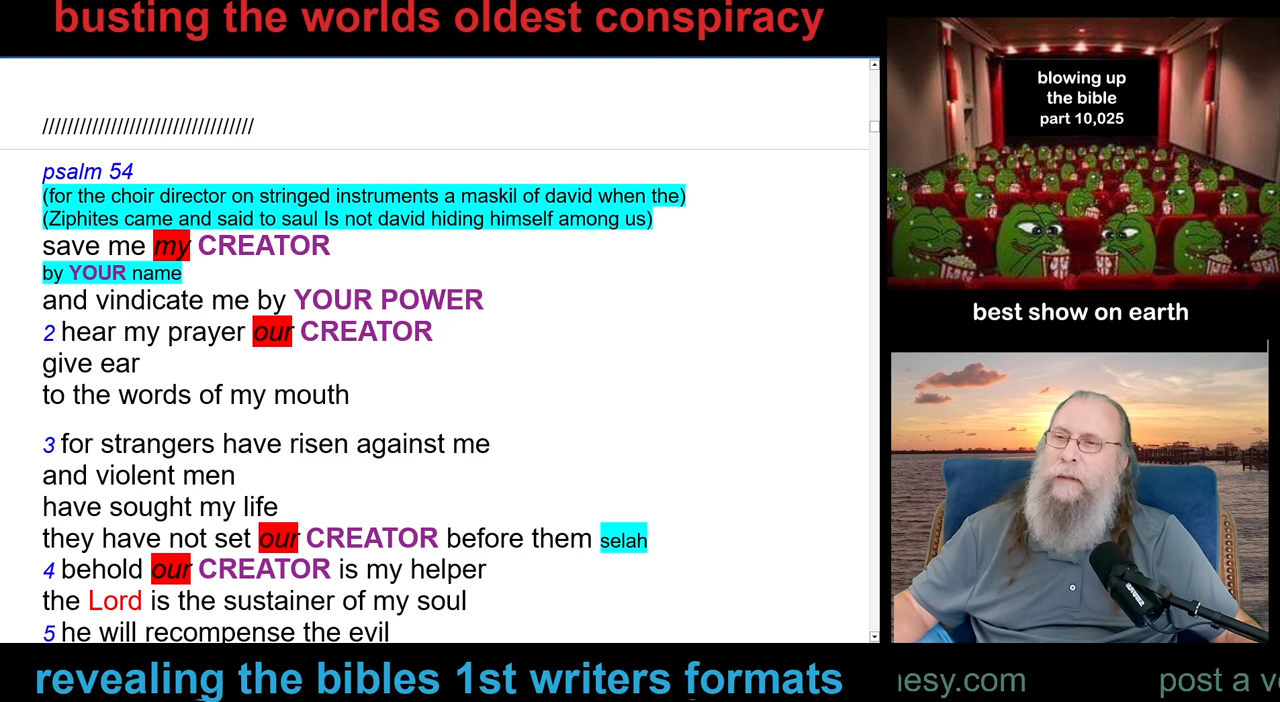 busting the worlds oldest conspiracy
//////////////////////////////////
psalm 54
(for the choir director on stringed instruments a maskil of david when the)
(Ziphites came and said to saul Is not david hiding himself among us)
save me my CREATOR
by YOUR name
and vindicate me by YOUR POWER
2 hear my prayer our CREATOR
give ear
to the words of my mouth
3 for strangers have risen against me
and violent men
have sought my life
they have not set our CREATOR before them selah
4 behold our CREATOR is my helper
the Lord is the sustainer of my soul
5 he will recompense the evil
blowing up
the bible
part 10,025
best show on earth
revealing the bibles 1st writers formats
esy.com post a